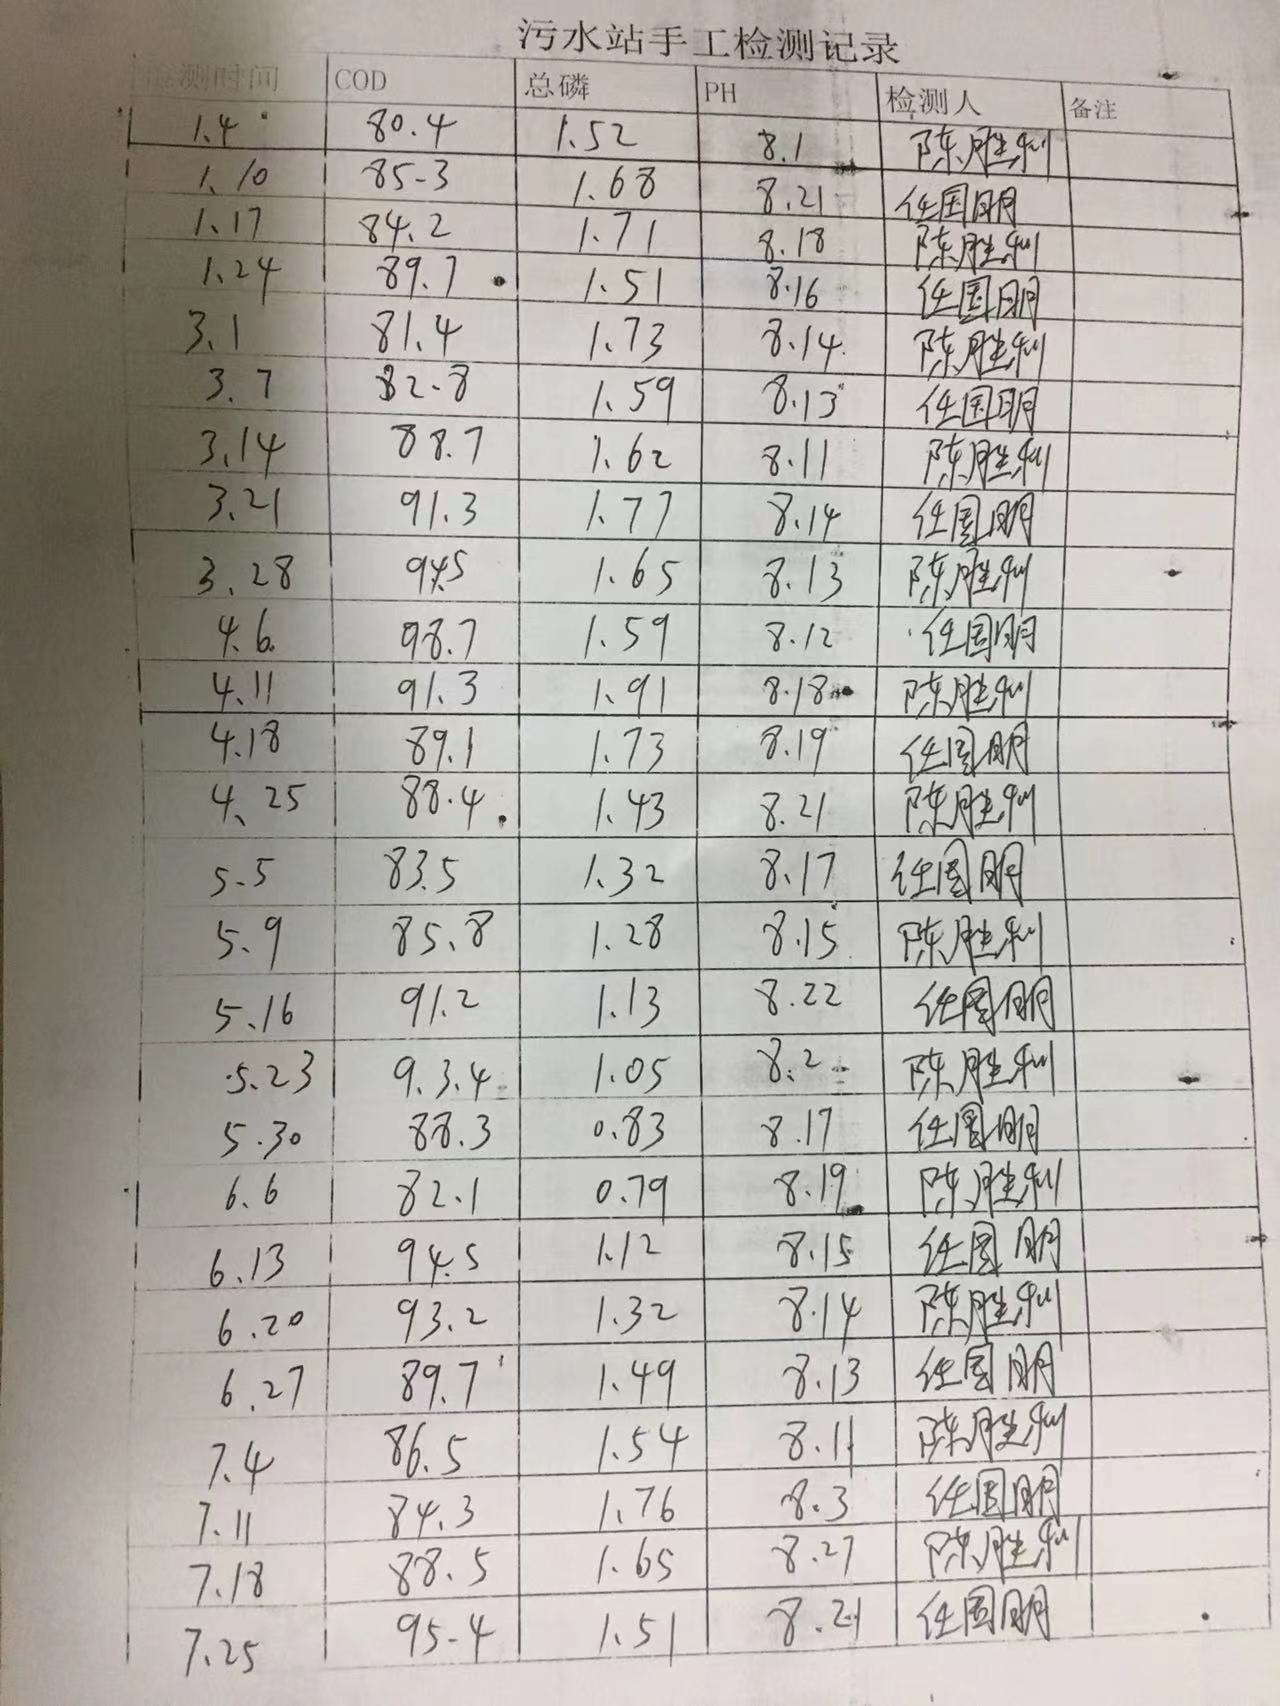 污水站手工检测记录
检测时间 COD 总磷 PH 检测人 备注
1.4 80.4 1.52 8.1 陈胜利
1.10 85-3 1.68 8.21 任国明
1.17 84.2 1.71 8.18 陈胜利
1.24 89.7 1.51 8.16 任国明
3.1 81.4 1.73 8.14 陈胜利
3.7 82-8 1.59 8.13 任国明
3.14 88.7 1.62 8.11 陈胜利
3.21 91.3 1.77 8.14 任国明
3.28 94.5 1.65 8.13 陈胜利
4.6 98.7 1.59 8.12 任国明
4.11 91.3 1.91 8.18 陈胜利
4.18 89.1 1.73 8.19 任国明
4.25 88.4 1.43 8.21 陈胜利
5.5 83.5 1.32 8.17 任国明
5.9 85.8 1.28 8.15 陈胜利
5.16 91.2 1.13 8.22 任国明
5.23 9.3.4 1.05 8.2 陈胜利
5.30 88.3 0.83 8.17 任国明
6.6 82.1 0.79 8.19 陈胜利
6.13 94.5 1.12 8.15 任国明
6.20 93.2 1.32 8.14 陈胜利
6.27 89.7 1.49 8.13 任国明
7.4 86.5 1.54 8.11 陈胜利
7.11 84.3 1.76 8.3 任国明
7.18 88.5 1.65 8.27 陈胜利
7.25 95-4 1.51 8.21 任国明